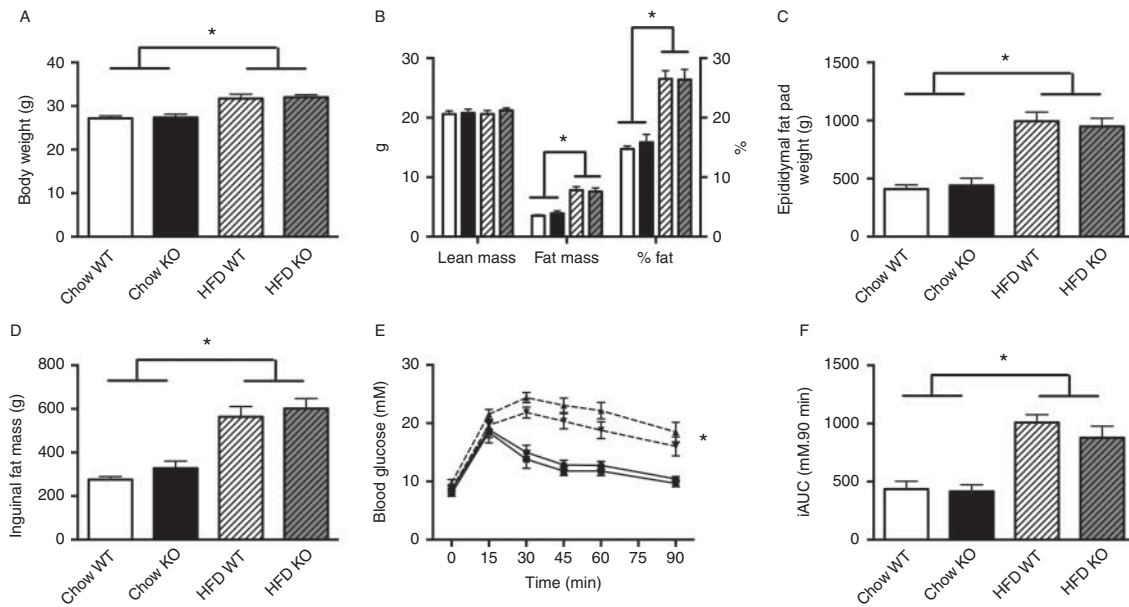 A
*
40
30
20
10
0
Body weight (g)
Chow WT
Chow KO
HFD WT
HFD KO
B
*
*
30
20
10
0
g
30
20
10
0
%
Lean mass
Fat mass
% fat
C
*
1500
1000
500
0
Epididymal fat pad
weight (g)
Chow WT
Chow KO
HFD WT
HFD KO
D
*
800
600
400
200
0
Inguinal fat mass (g)
Chow WT
Chow KO
HFD WT
HFD KO
E
30
20
10
0
Blood glucose (mM)
*
0 15 30 45 60 75 90
Time (min)
F
*
1500
1000
500
0
iAUC (mM.90 min)
Chow WT
Chow KO
HFD WT
HFD KO